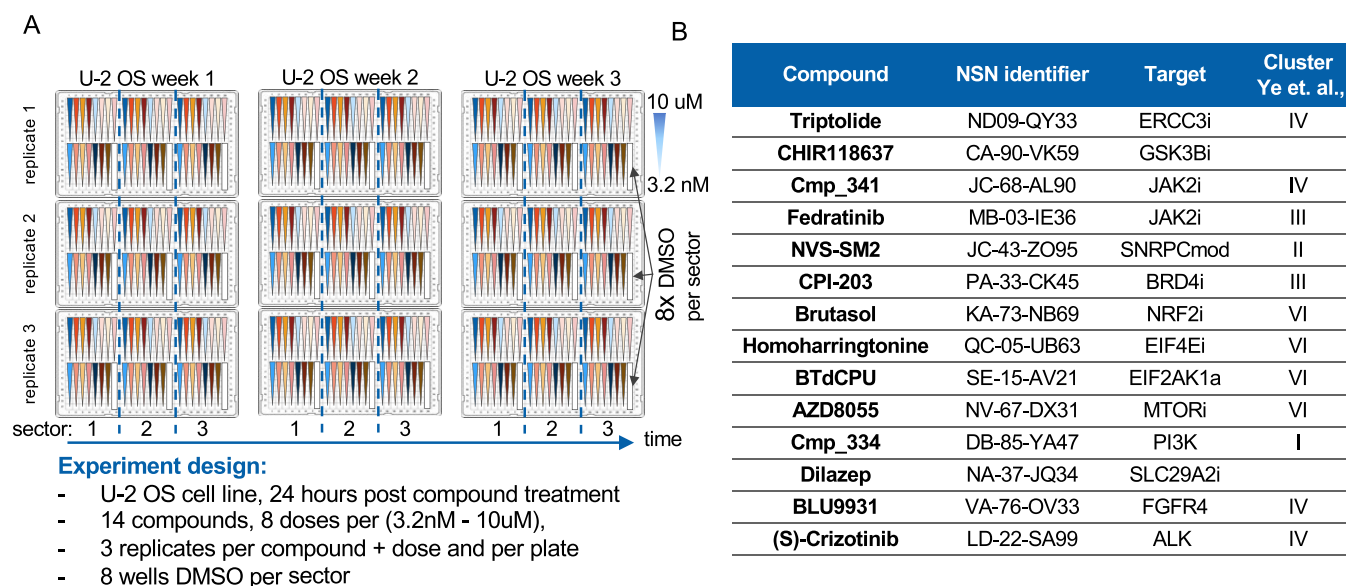 A
U-2 OS week 1 U-2 OS week 2 U-2 OS week 3
replicate 1
replicate 2
replicate 3
10 uM
3.2 nM
8x DMSO
per sector
sector: 1 2 3 1 2 3 1 2 3 time
Experiment design:
- U-2 OS cell line, 24 hours post compound treatment
- 14 compounds, 8 doses per (3.2nM - 10uM),
- 3 replicates per compound + dose and per plate
- 8 wells DMSO per sector
B
Compound NSN identifier Target Cluster
Ye et. al.,
Triptolide ND09-QY33 ERCC3i IV
CHIR118637 CA-90-VK59 GSK3Bi
Cmp_341 JC-68-AL90 JAK2i IV
Fedratinib MB-03-IE36 JAK2i III
NVS-SM2 JC-43-ZO95 SNRPCmod II
CPI-203 PA-33-CK45 BRD4i III
Brutasol KA-73-NB69 NRF2i VI
Homoharringtonine QC-05-UB63 EIF4Ei VI
BTdCPU SE-15-AV21 EIF2AK1a VI
AZD8055 NV-67-DX31 MTORi VI
Cmp_334 DB-85-YA47 PI3K I
Dilazep NA-37-JQ34 SLC29A2i
BLU9931 VA-76-OV33 FGFR4 IV
(S)-Crizotinib LD-22-SA99 ALK IV